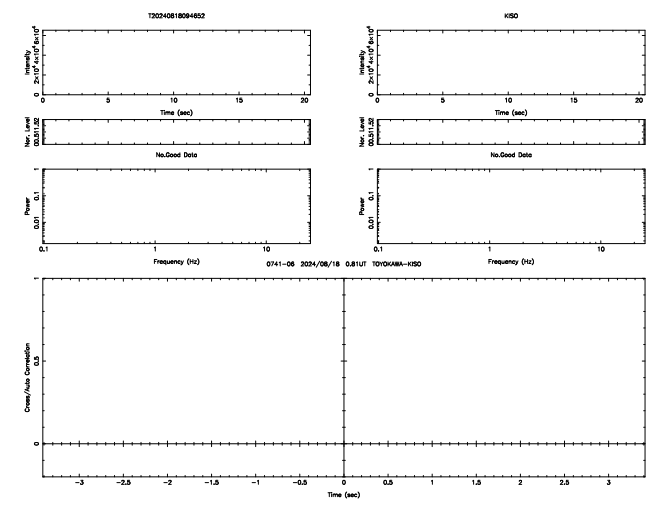 T20240818094652
KISO
Intensity
0 2×10⁴ 4×10⁴ 6×10⁴
0 5 10 15 20
Time (sec)
Intensity
0 2×10⁴ 4×10⁴ 6×10⁴
0 5 10 15 20
Time (sec)
Nor. Level
00.511.52
Nor. Level
00.511.52
No.Good Data
No.Good Data
Power
0.01 0.1 1
0.1 1 10
Frequency (Hz)
Power
0.01 0.1 1
0.1 1 10
Frequency (Hz)
0741-06 2024/08/18 0.81UT TOYOKAWA-KISO
Cross/Auto Correlation
0 0.5 1
-3 -2.5 -2 -1.5 -1 -0.5 0 0.5 1 1.5 2 2.5 3
Time (sec)